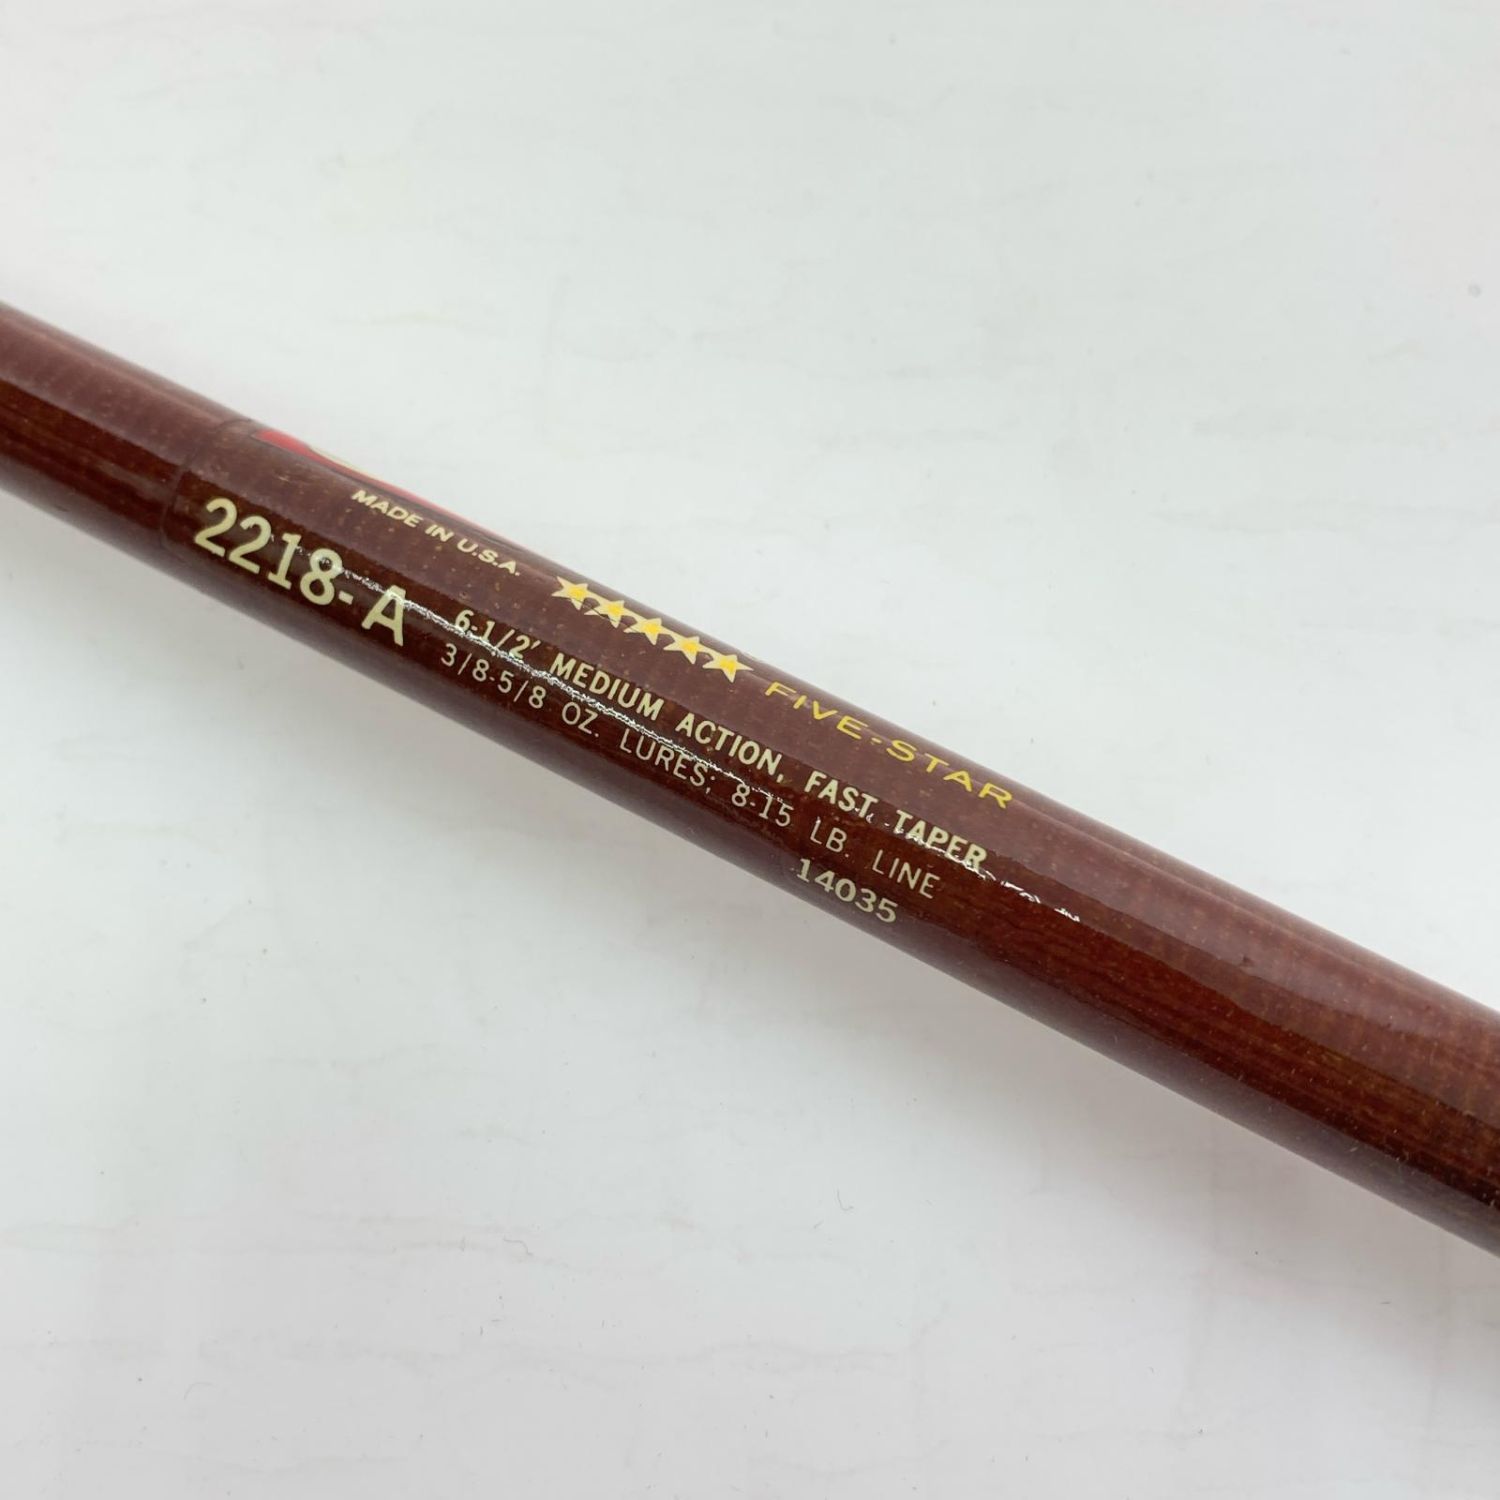 MADE IN U.S.A.
★★★★★ FIVE-STAR
2218-A
6-1/2' MEDIUM ACTION, FAST TAPER
3/8-5/8 OZ. LURES; 8-15 LB. LINE
14035